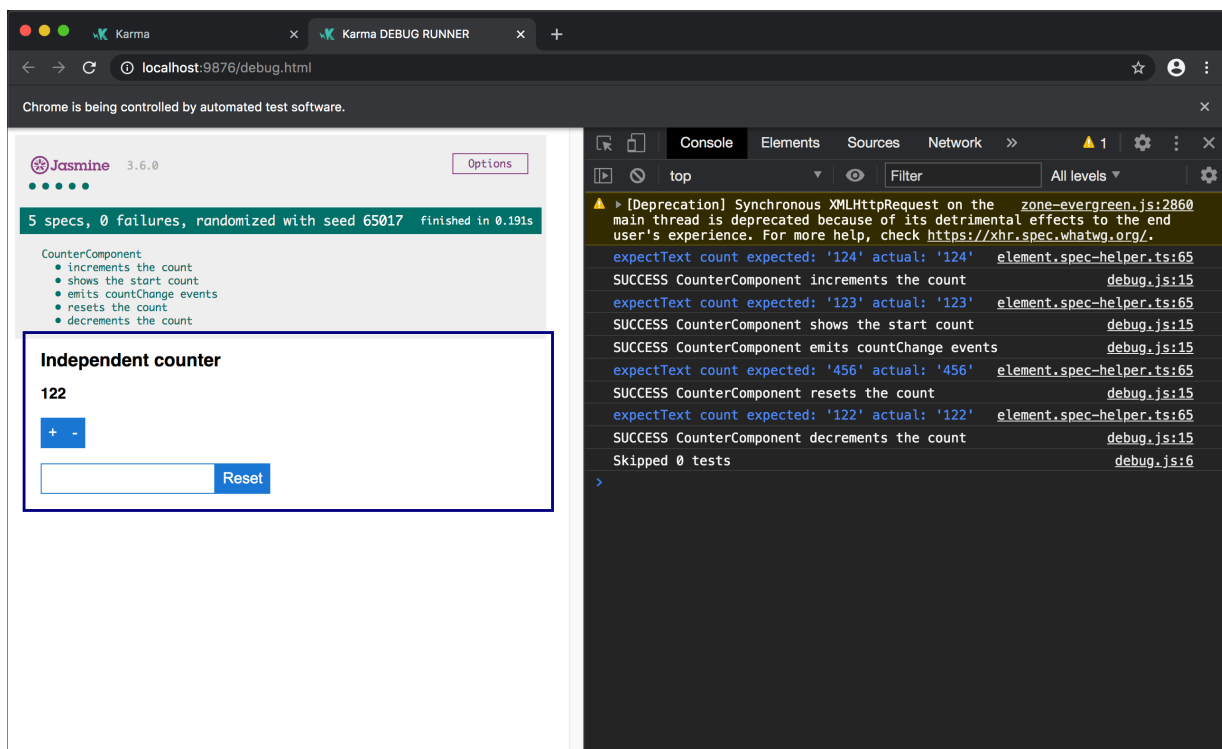 Karma
Karma DEBUG RUNNER
localhost:9876/debug.html
Chrome is being controlled by automated test software.
Jasmine 3.6.0
Options
5 specs, 0 failures, randomized with seed 65017 finished in 0.191s
CounterComponent
• increments the count
• shows the start count
• emits countChange events
• resets the count
• decrements the count
Independent counter
122
+ -
Reset
Console Elements Sources Network » 1
top Filter All levels
[Deprecation] Synchronous XMLHttpRequest on the zone-evergreen.js:2860
main thread is deprecated because of its detrimental effects to the end
user's experience. For more help, check https://xhr.spec.whatwg.org/.
expectText count expected: '124' actual: '124' element.spec-helper.ts:65
SUCCESS CounterComponent increments the count debug.js:15
expectText count expected: '123' actual: '123' element.spec-helper.ts:65
SUCCESS CounterComponent shows the start count debug.js:15
SUCCESS CounterComponent emits countChange events debug.js:15
expectText count expected: '456' actual: '456' element.spec-helper.ts:65
SUCCESS CounterComponent resets the count debug.js:15
expectText count expected: '122' actual: '122' element.spec-helper.ts:65
SUCCESS CounterComponent decrements the count debug.js:15
Skipped 0 tests debug.js:6